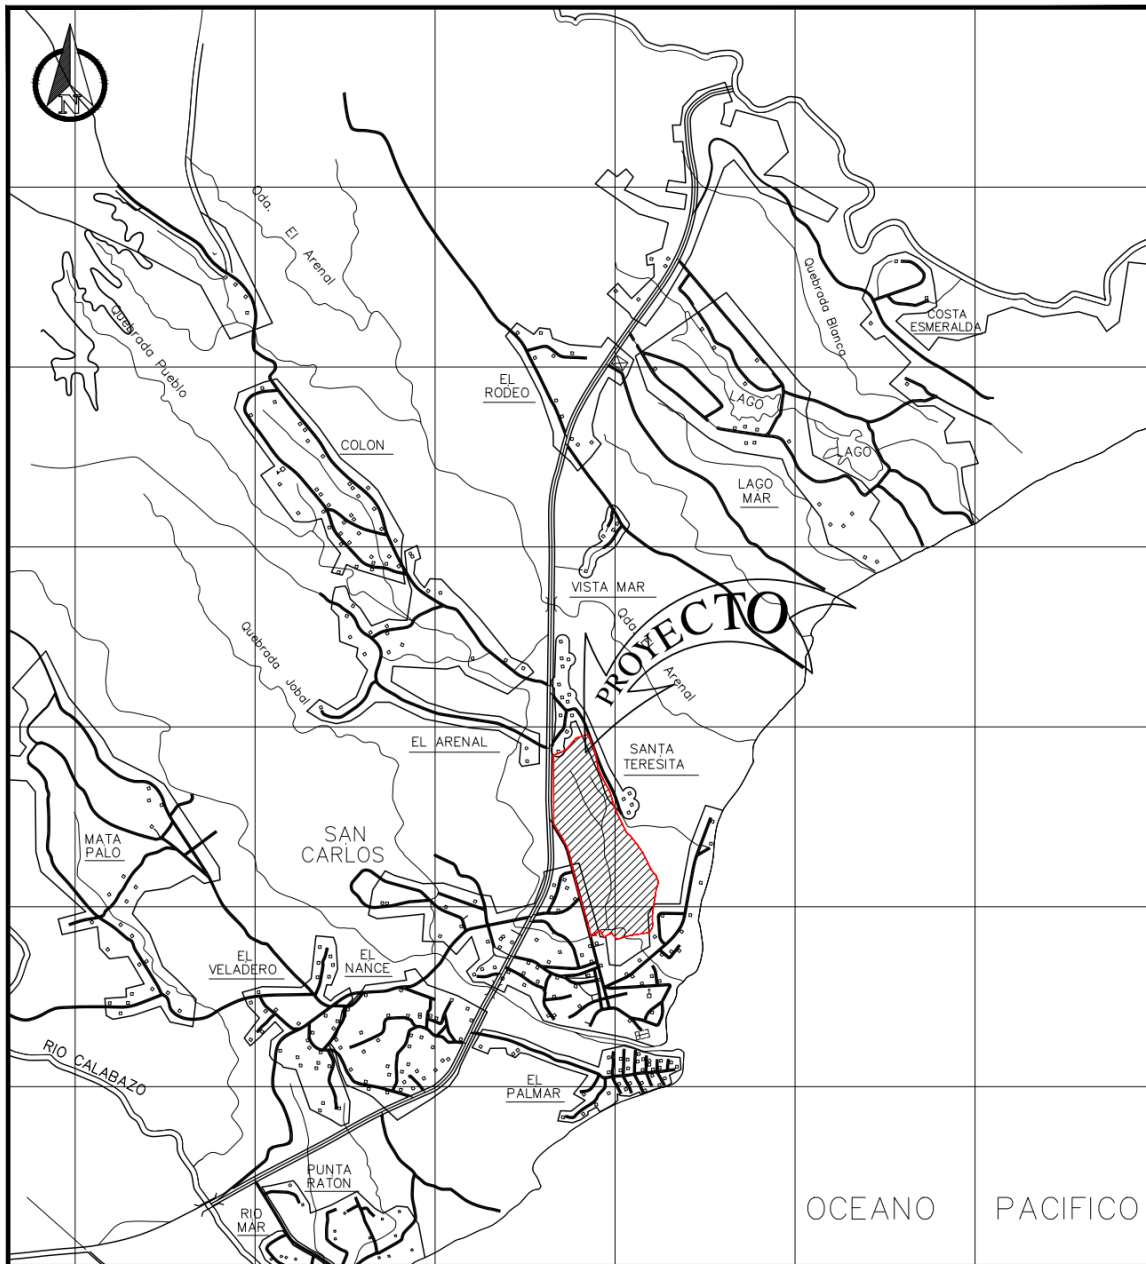 N
Qda. El Arenal
Quebrada Pueblo
Quebrada Blanca
COSTA
ESMERALDA
EL
RODEO
LAGO
COLON
LAGO
LAGO
MAR
VISTA MAR
PROYECTO
Quebrada Jobal
Qda. Arenal
EL ARENAL
SANTA
TERESITA
SAN
CARLOS
MATA
PALO
EL
VELADERO
EL
NANCE
RIO CALABAZO
EL
PALMAR
PUNTA
RATON
RIO
MAR
OCEANO PACIFICO